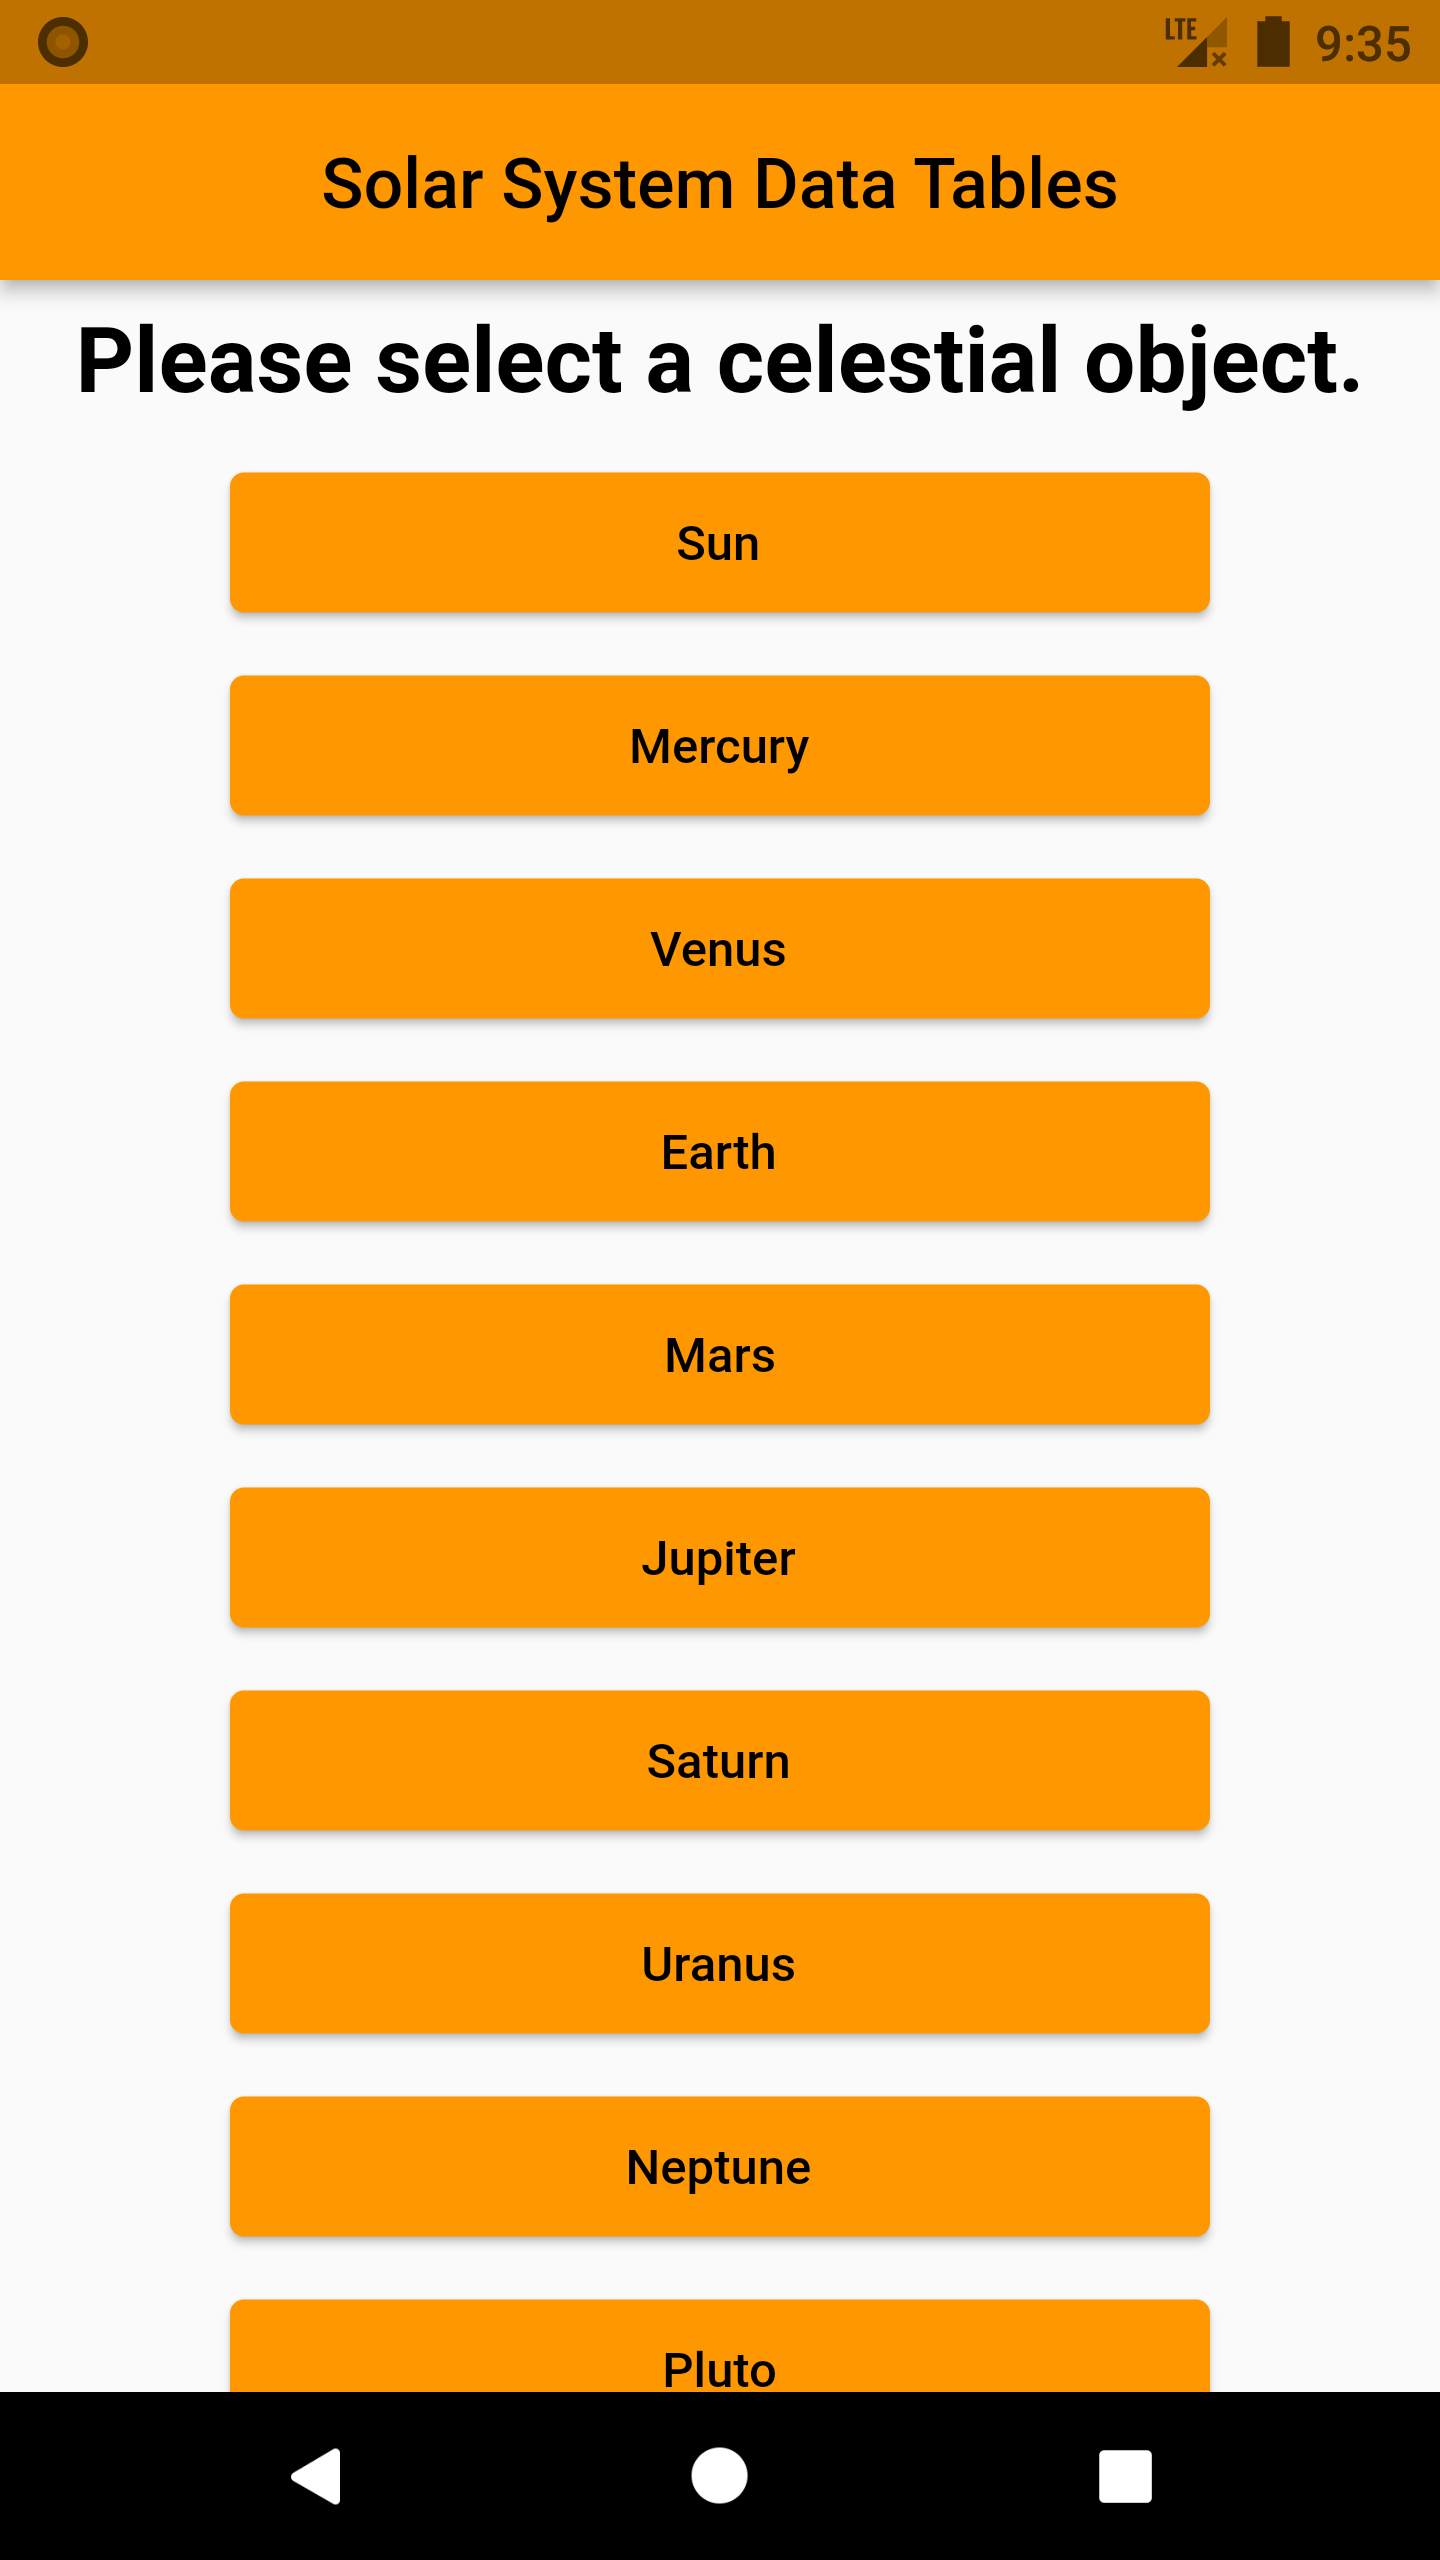 LTE 9:35
Solar System Data Tables
Please select a celestial object.
Sun
Mercury
Venus
Earth
Mars
Jupiter
Saturn
Uranus
Neptune
Pluto